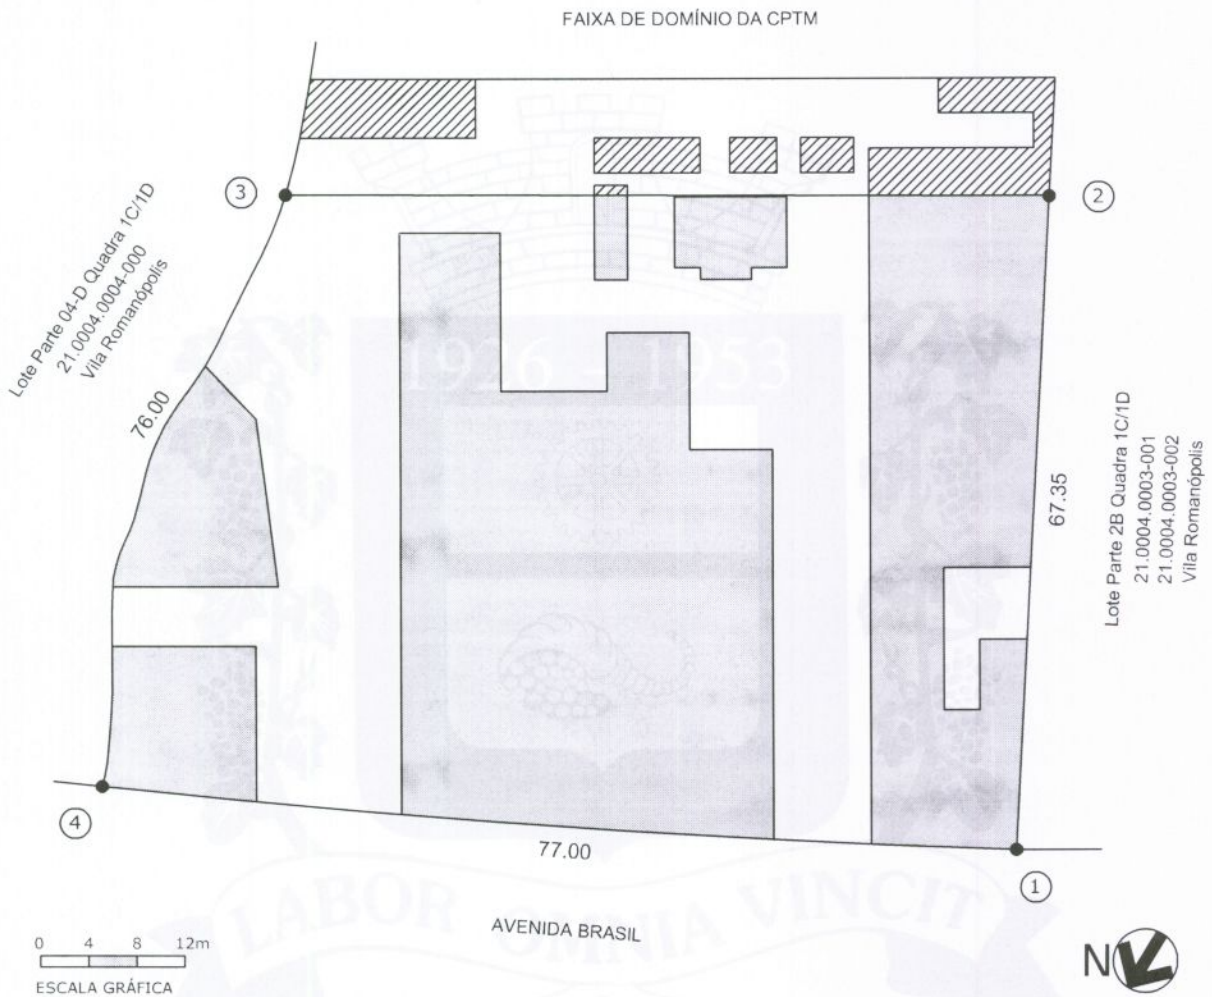 FAIXA DE DOMÍNIO DA CPTM
3
2
Lote Parte 04-D Quadra 1C/1D
21.0004.0004-000
Vila Romanópolis
1926 - 1953
76.00
67.35
Lote Parte 2B Quadra 1C/1D
21.0004.0003-001
21.0004.0003-002
Vila Romanópolis
4
77.00
1
LABOR OMNIA VINCIT
AVENIDA BRASIL
0 4 8 12m
ESCALA GRÁFICA
N